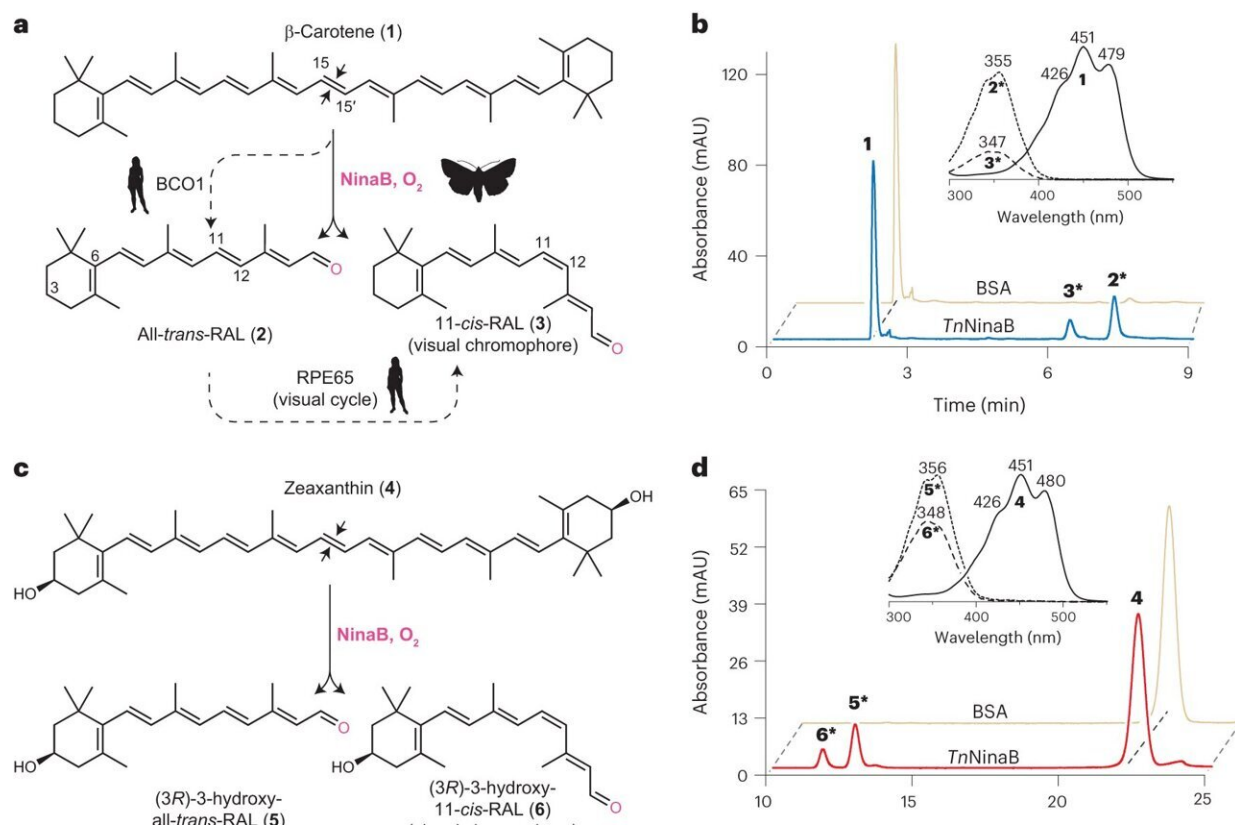 a
β-Carotene (1)
15
15'
BCO1
NinaB, O2
6
11
12
3
O
All-trans-RAL (2)
11
12
O
11-cis-RAL (3)
(visual chromophore)
RPE65
(visual cycle)
b
Absorbance (mAU)
120
80
40
0
1
355
2*
347
3*
426
451
479
1
300 400 500
Wavelength (nm)
BSA
3*
2*
TnNinaB
0 3 6 9
Time (min)
c
Zeaxanthin (4)
OH
HO
NinaB, O2
O
HO
(3R)-3-hydroxy-
all-trans-RAL (5)
HO
O
(3R)-3-hydroxy-
11-cis-RAL (6)
d
Absorbance (mAU)
65
52
39
26
13
0
356
5*
348
6*
426
451
480
4
300 400 500
Wavelength (nm)
4
BSA
6*
5*
TnNinaB
10 15 20 25